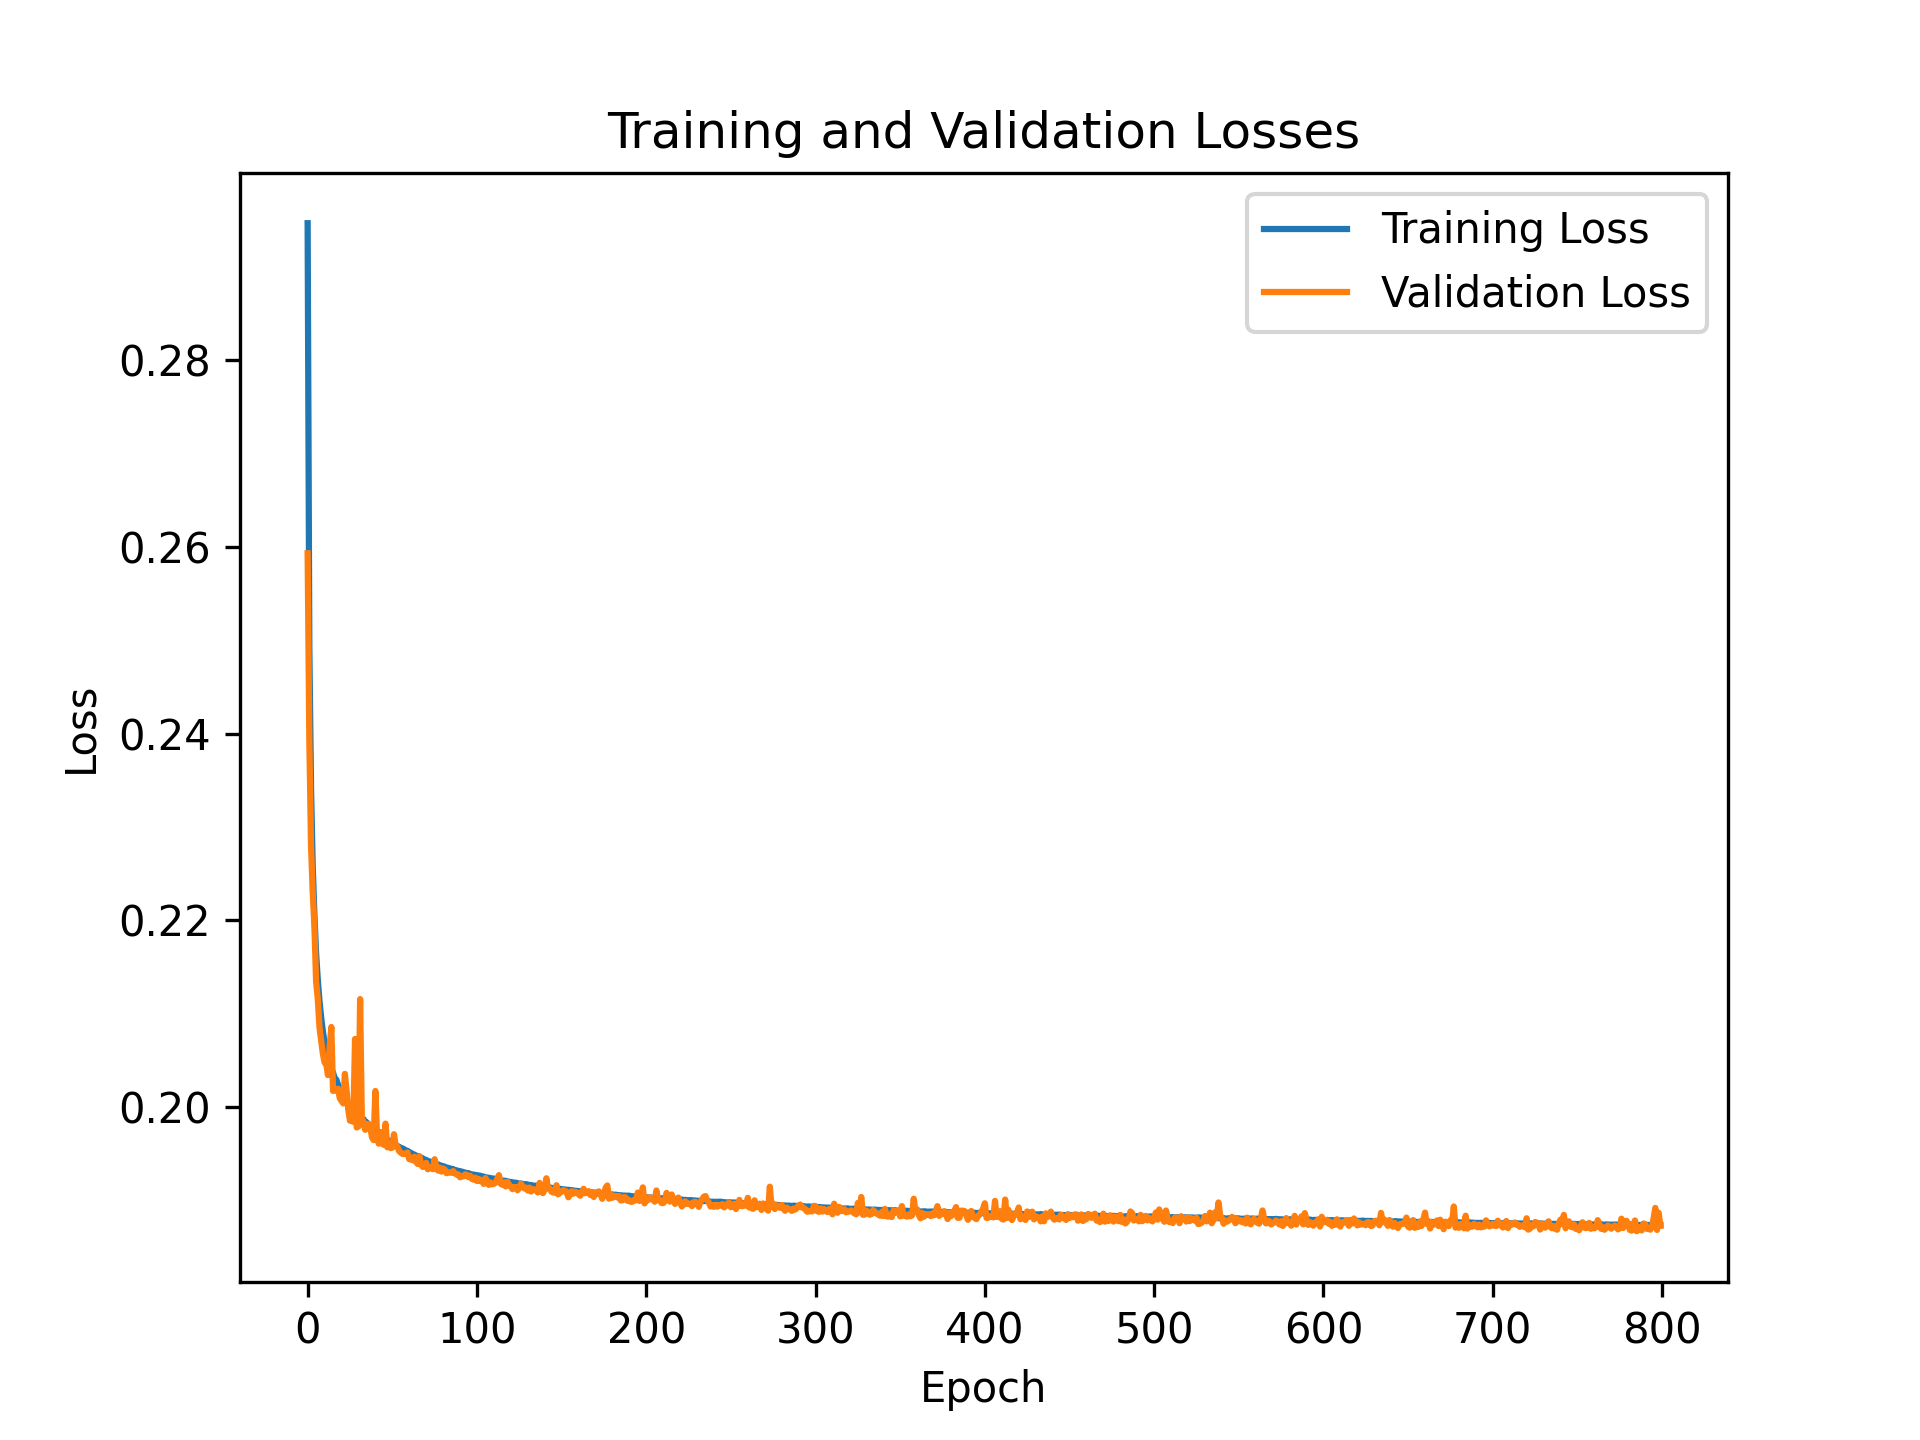 Training and Validation Losses
Training Loss
Validation Loss
0.28
0.26
0.24
0.22
0.20
Loss
0 100 200 300 400 500 600 700 800
Epoch